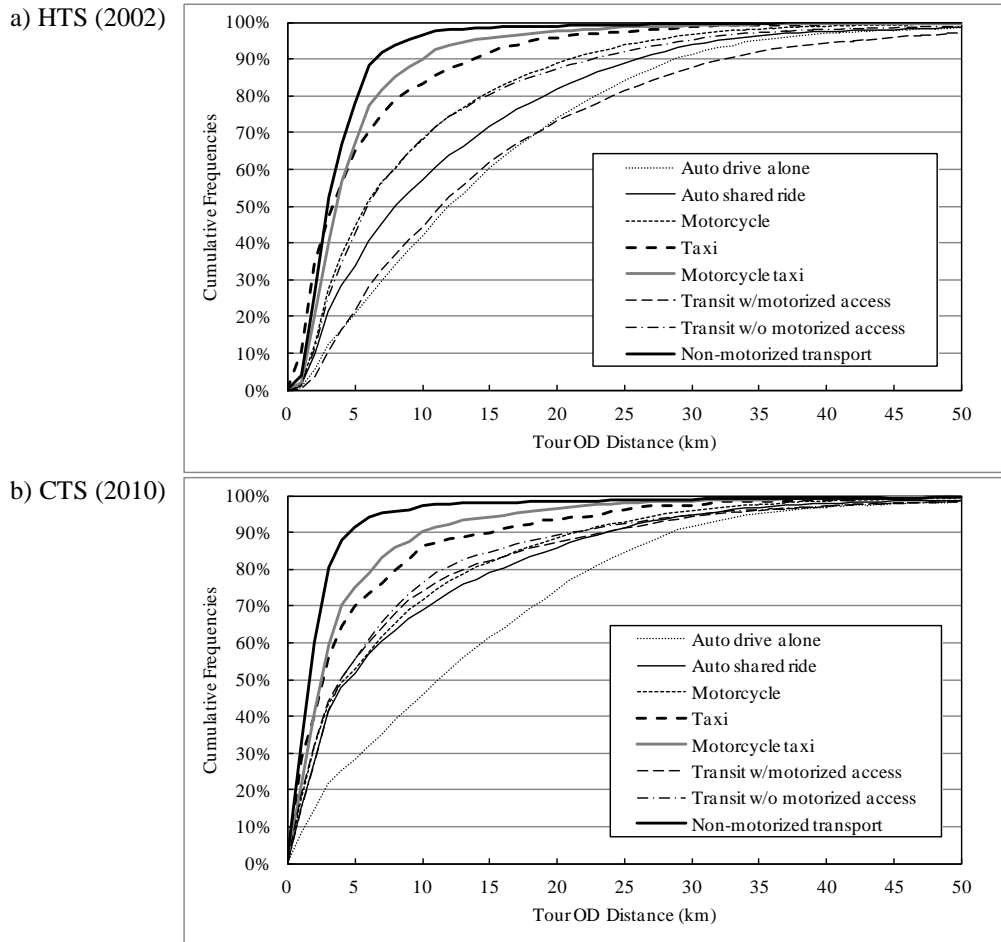 a) HTS (2002)
100%
90%
80%
70%
60%
50%
40%
30%
20%
10%
0%
Cumulative Frequencies
Auto drive alone
Auto shared ride
Motorcycle
Taxi
Motorcycle taxi
Transit w/motorized access
Transit w/o motorized access
Non-motorized transport
0 5 10 15 20 25 30 35 40 45 50
Tour OD Distance (km)
b) CTS (2010)
100%
90%
80%
70%
60%
50%
40%
30%
20%
10%
0%
Cumulative Frequencies
Auto drive alone
Auto shared ride
Motorcycle
Taxi
Motorcycle taxi
Transit w/motorized access
Transit w/o motorized access
Non-motorized transport
0 5 10 15 20 25 30 35 40 45 50
Tour OD Distance (km)